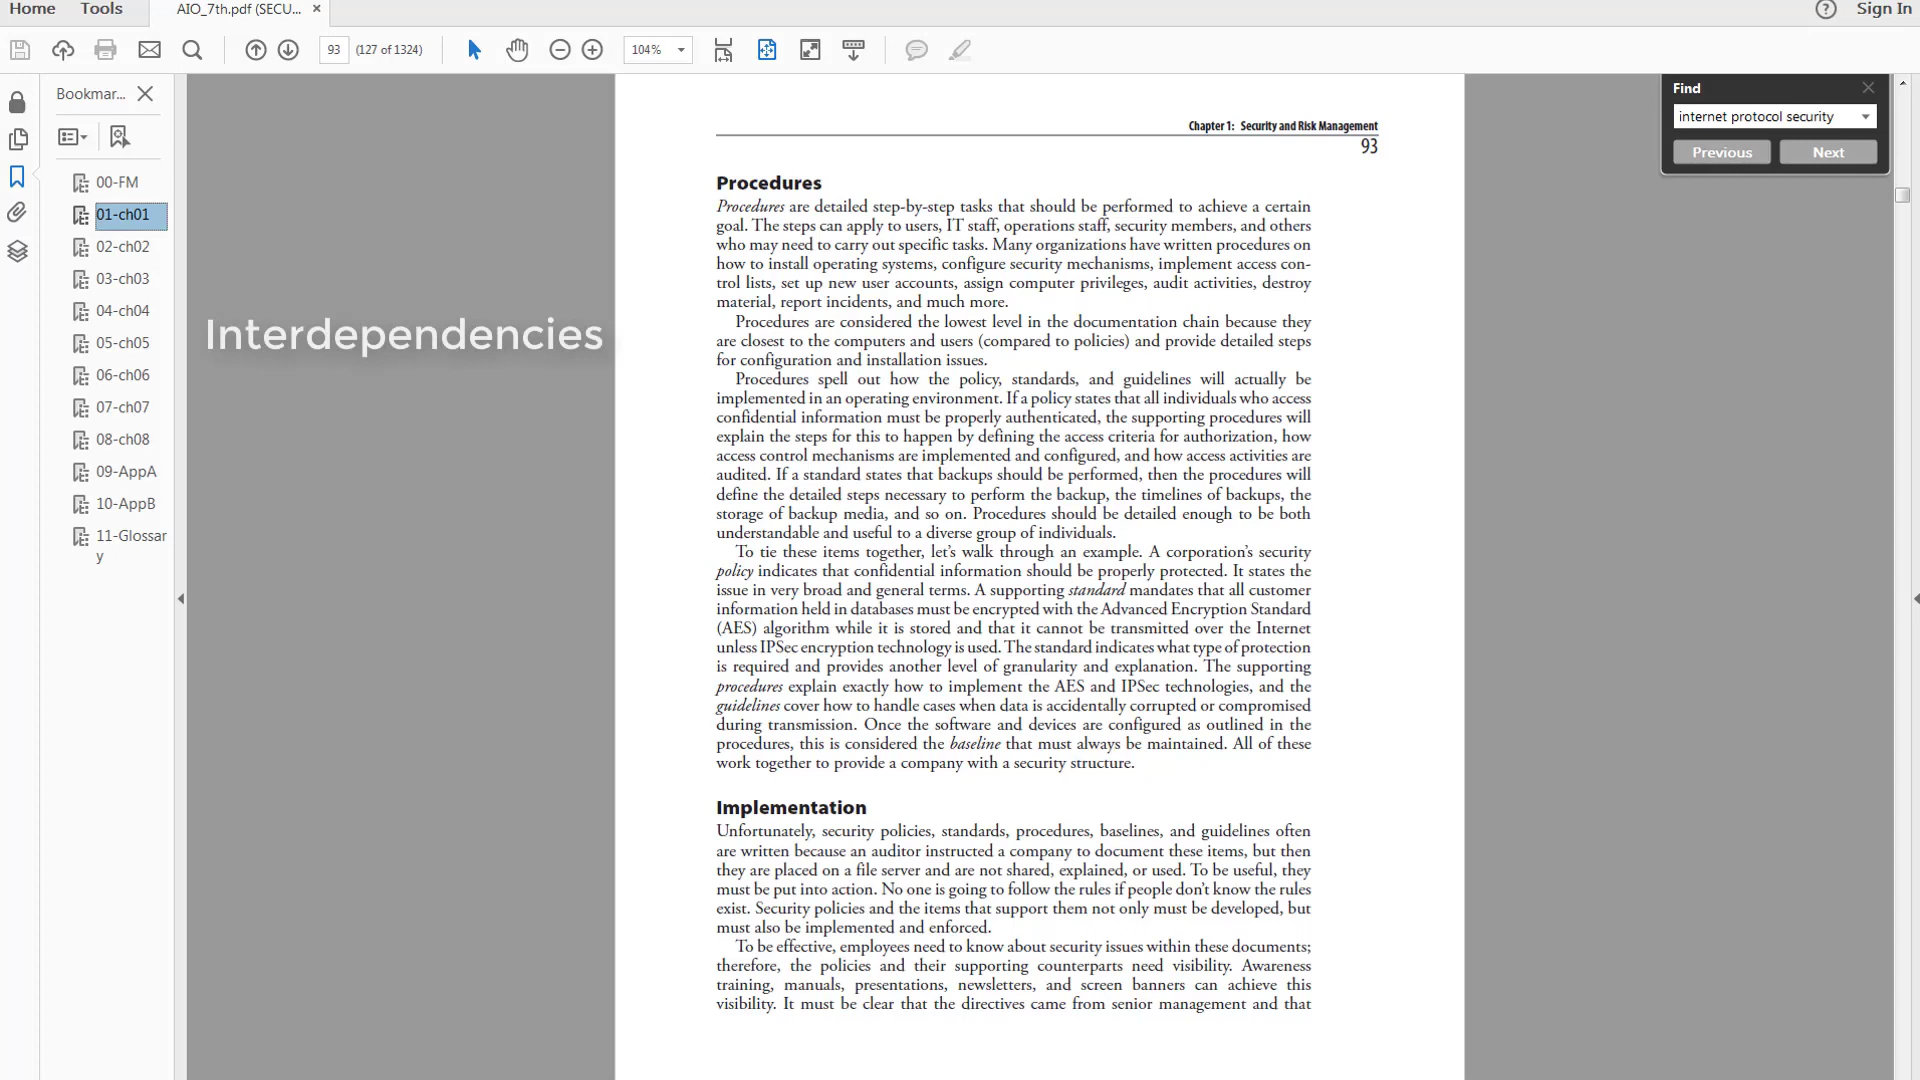 Home
Tools
AIO_7th.pdf (SECU...
Sign In
93
(127 of 1324)
104%
Bookmar...
00-FM
01-ch01
02-ch02
03-ch03
04-ch04
05-ch05
06-ch06
07-ch07
08-ch08
09-AppA
10-AppB
11-Glossar
y
Interdependencies
Find
internet protocol security
Previous
Next
Chapter 1: Security and Risk Management
93
Procedures
Procedures are detailed step-by-step tasks that should be performed to achieve a certain
goal. The steps can apply to users, IT staff, operations staff, security members, and others
who may need to carry out specific tasks. Many organizations have written procedures on
how to install operating systems, configure security mechanisms, implement access con-
trol lists, set up new user accounts, assign computer privileges, audit activities, destroy
material, report incidents, and much more.
Procedures are considered the lowest level in the documentation chain because they
are closest to the computers and users (compared to policies) and provide detailed steps
for configuration and installation issues.
Procedures spell out how the policy, standards, and guidelines will actually be
implemented in an operating environment. If a policy states that all individuals who access
confidential information must be properly authenticated, the supporting procedures will
explain the steps for this to happen by defining the access criteria for authorization, how
access control mechanisms are implemented and configured, and how access activities are
audited. If a standard states that backups should be performed, then the procedures will
define the detailed steps necessary to perform the backup, the timelines of backups, the
storage of backup media, and so on. Procedures should be detailed enough to be both
understandable and useful to a diverse group of individuals.
To tie these items together, let's walk through an example. A corporation's security
policy indicates that confidential information should be properly protected. It states the
issue in very broad and general terms. A supporting standard mandates that all customer
information held in databases must be encrypted with the Advanced Encryption Standard
(AES) algorithm while it is stored and that it cannot be transmitted over the Internet
unless IPSec encryption technology is used. The standard indicates what type of protection
is required and provides another level of granularity and explanation. The supporting
procedures explain exactly how to implement the AES and IPSec technologies, and the
guidelines cover how to handle cases when data is accidentally corrupted or compromised
during transmission. Once the software and devices are configured as outlined in the
procedures, this is considered the baseline that must always be maintained. All of these
work together to provide a company with a security structure.
Implementation
Unfortunately, security policies, standards, procedures, baselines, and guidelines often
are written because an auditor instructed a company to document these items, but then
they are placed on a file server and are not shared, explained, or used. To be useful, they
must be put into action. No one is going to follow the rules if people don't know the rules
exist. Security policies and the items that support them not only must be developed, but
must also be implemented and enforced.
To be effective, employees need to know about security issues within these documents;
therefore, the policies and their supporting counterparts need visibility. Awareness
training, manuals, presentations, newsletters, and screen banners can achieve this
visibility. It must be clear that the directives came from senior management and that